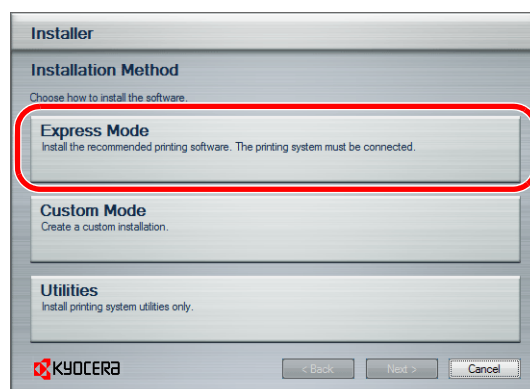 Installer
Installation Method
Choose how to install the software.
Express Mode
Install the recommended printing software. The printing system must be connected.
Custom Mode
Create a custom installation.
Utilities
Install printing system utilities only.
KYOCERA
< Back
Next >
Cancel